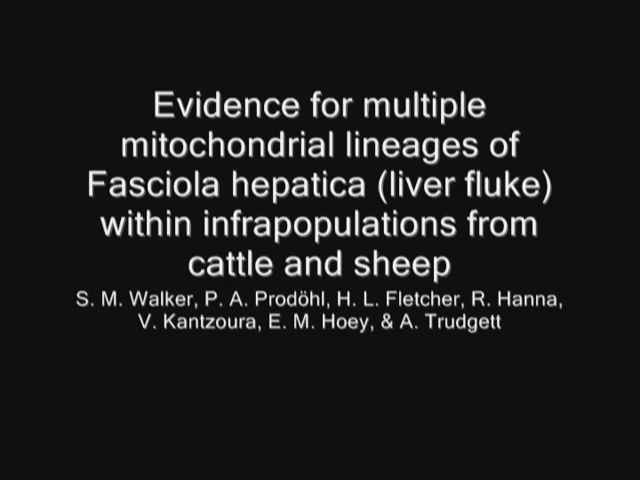 Evidence for multiple
mitochondrial lineages of
Fasciola hepatica (liver fluke)
within infrapopulations from
cattle and sheep
S. M. Walker, P. A. Prodöhl, H. L. Fletcher, R. Hanna,
V. Kantzoura, E. M. Hoey, & A. Trudgett